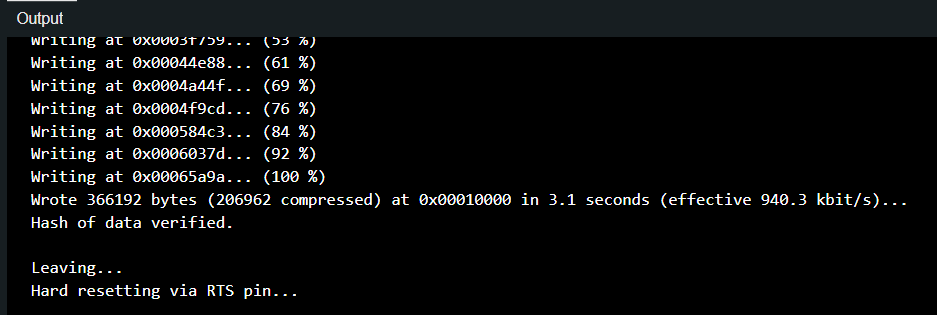 Output
Writing at 0x0003f759... (53 %)
Writing at 0x00044e88... (61 %)
Writing at 0x0004a44f... (69 %)
Writing at 0x0004f9cd... (76 %)
Writing at 0x000584c3... (84 %)
Writing at 0x0006037d... (92 %)
Writing at 0x00065a9a... (100 %)
Wrote 366192 bytes (206962 compressed) at 0x00010000 in 3.1 seconds (effective 940.3 kbit/s)...
Hash of data verified.
Leaving...
Hard resetting via RTS pin...